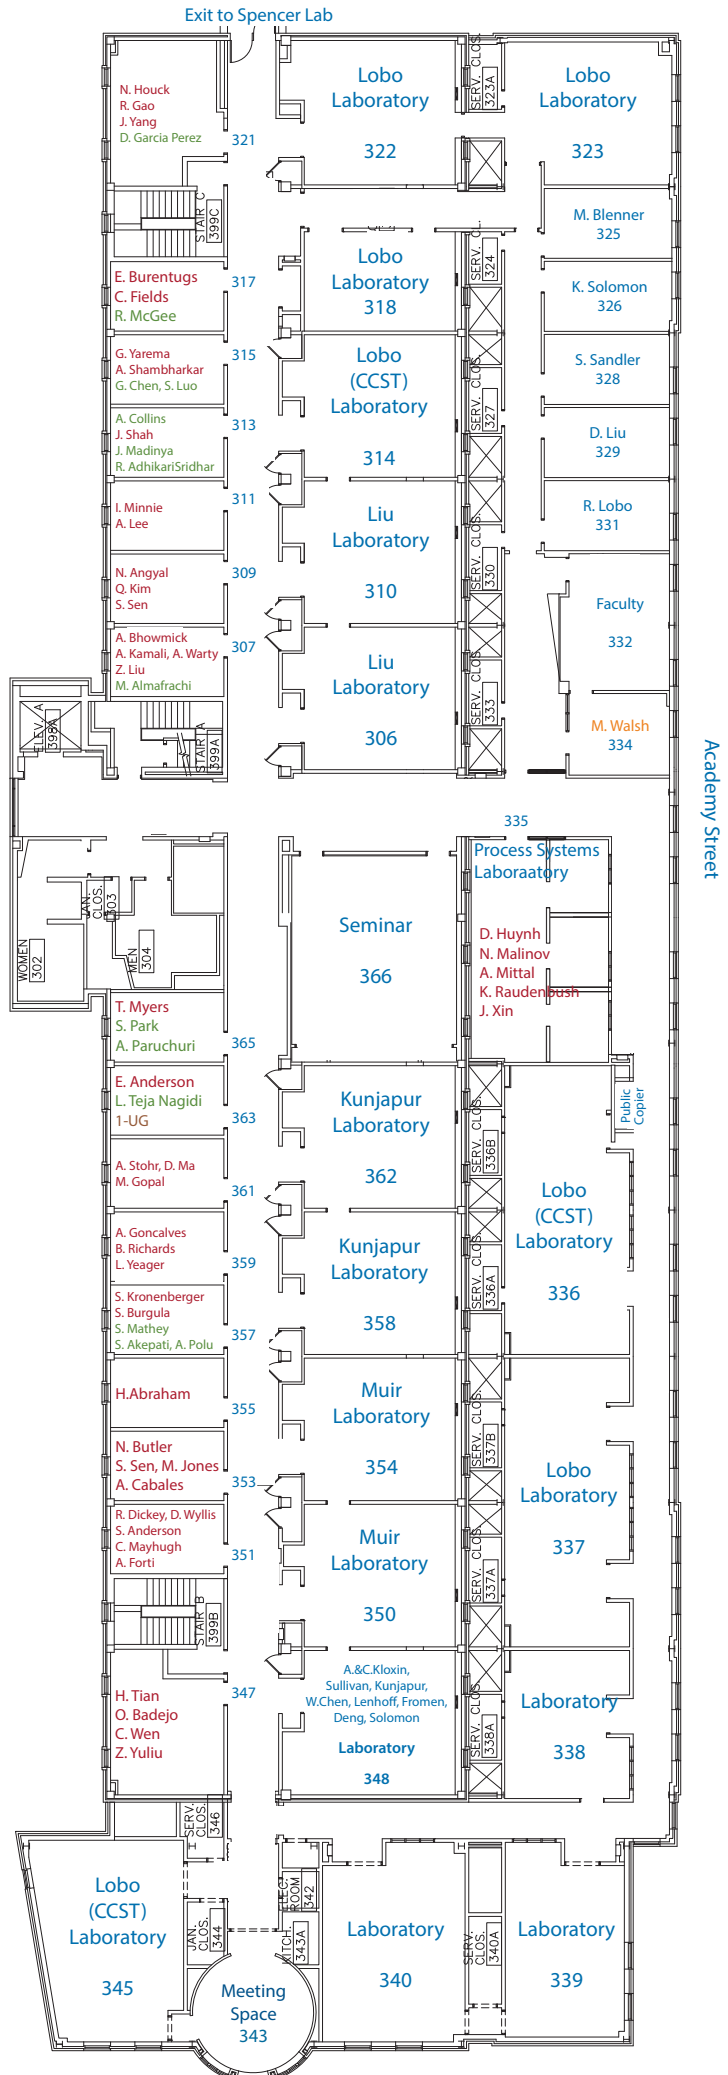 Exit to Spencer Lab
N. Houck
R. Gao
J. Yang
D. Garcia Perez
321
Lobo
Laboratory
322
SERV. CLOS.
323A
Lobo
Laboratory
323
STAIR C
399C
M. Blenner
325
E. Burentugs
C. Fields
R. McGee
317
Lobo
Laboratory
318
SERV. CL.
324
K. Solomon
326
G. Yarema
A. Shambharkar
G. Chen, S. Luo
315
Lobo
(CCST)
Laboratory
314
SERV. CLOS.
327
S. Sandler
328
A. Collins
J. Shah
J. Madinya
R. AdhikariSridhar
313
D. Liu
329
I. Minnie
A. Lee
311
Liu
Laboratory
310
SERV. CLOS.
330
R. Lobo
331
N. Angyal
Q. Kim
S. Sen
309
Faculty
332
A. Bhowmick
A. Kamali, A. Warty
Z. Liu
M. Almafrachi
307
Liu
Laboratory
306
SERV. CLOS.
333
M. Walsh
334
ELEV. A
398A
STAIR A
399A
Academy Street
335
Process Systems
Laboraatory
D. Huynh
N. Malinov
A. Mittal
K. Raudenbush
J. Xin
Seminar
366
JAN.
CLOS.
303
WOMEN
302
MEN
304
T. Myers
S. Park
A. Paruchuri
365
E. Anderson
L. Teja Nagidi
1-UG
363
Kunjapur
Laboratory
362
SERV. CLOS.
336B
Public
Copier
A. Stohr, D. Ma
M. Gopal
361
Lobo
(CCST)
Laboratory
336
A. Goncalves
B. Richards
L. Yeager
359
Kunjapur
Laboratory
358
SERV. CLOS.
336A
S. Kronenberger
S. Burgula
S. Mathey
S. Akepati, A. Polu
357
H.Abraham
355
Muir
Laboratory
354
SERV. CLOS.
337B
N. Butler
S. Sen, M. Jones
A. Cabales
353
Lobo
Laboratory
337
R. Dickey, D. Wyllis
S. Anderson
C. Mayhugh
A. Forti
351
Muir
Laboratory
350
SERV. CLOS.
337A
STAIR B
399B
H. Tian
O. Badejo
C. Wen
Z. Yuliu
347
A.&C.Kloxin,
Sullivan, Kunjapur,
W.Chen, Lenhoff, Fromen,
Deng, Solomon
Laboratory
348
SERV. CLOS.
338A
Laboratory
338
SERV.
CLOS.
346
Lobo
(CCST)
Laboratory
345
JAN.
CLOS.
344
ELEC.
ROOM
342
KITCH.
343A
Meeting
Space
343
Laboratory
340
SERV.
CLOS.
340A
Laboratory
339